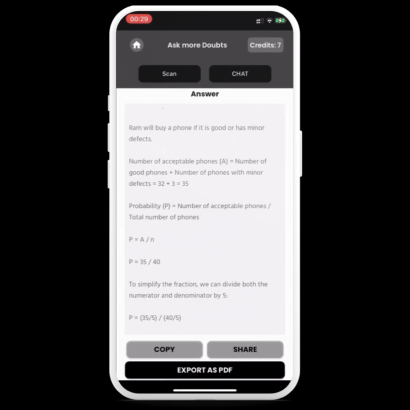 00:29
Ask more Doubts
Credits: 7
Scan
CHAT
Answer
Ram will buy a phone if it is good or has minor
defects.
Number of acceptable phones (A) = Number of
good phones + Number of phones with minor
defects = 32 + 3 = 35
Probability (P) = Number of acceptable phones /
Total number of phones
P = A / n
P = 35 / 40
To simplify the fraction, we can divide both the
numerator and denominator by 5:
P = (35/5) / (40/5)
COPY
SHARE
EXPORT AS PDF